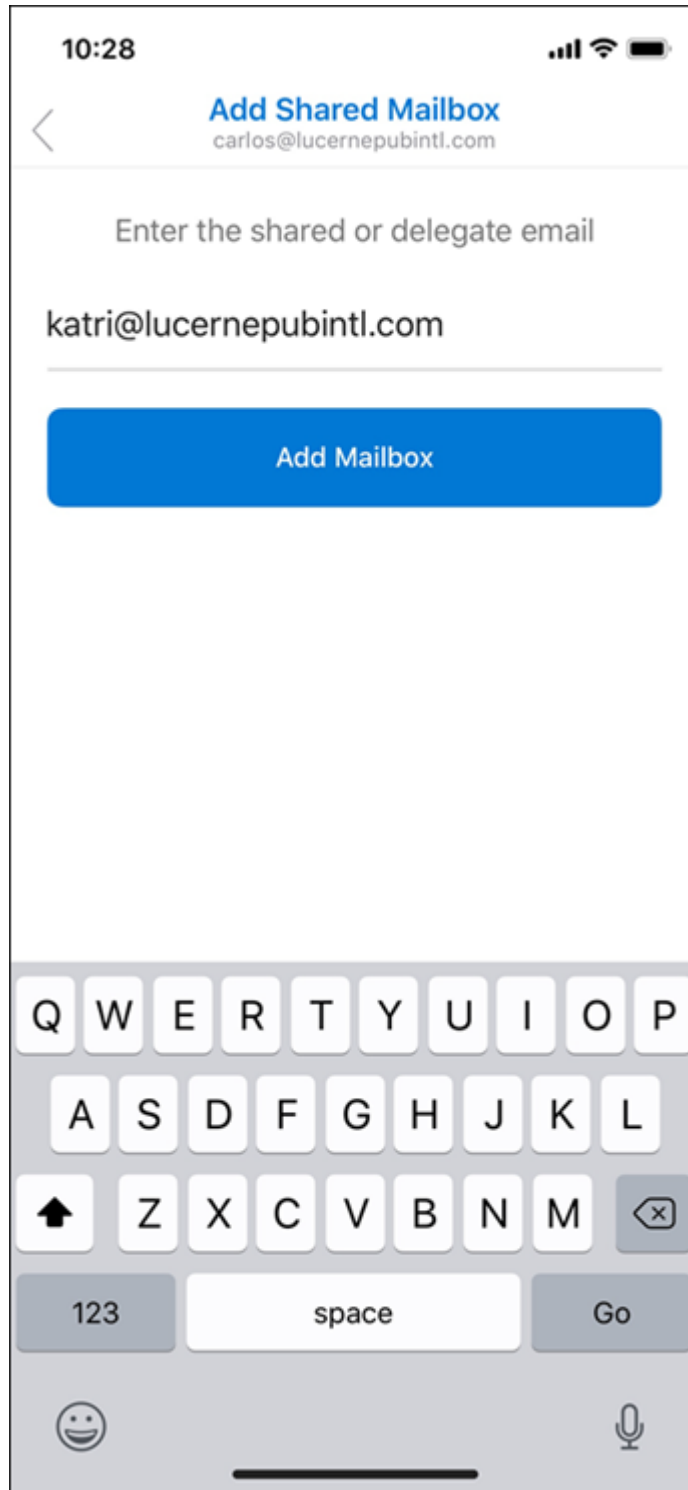 10:28
Add Shared Mailbox
carlos@lucernepubintl.com
Enter the shared or delegate email
katri@lucernepubintl.com
Add Mailbox
Q W E R T Y U I O P
A S D F G H J K L
Z X C V B N M
123 space Go